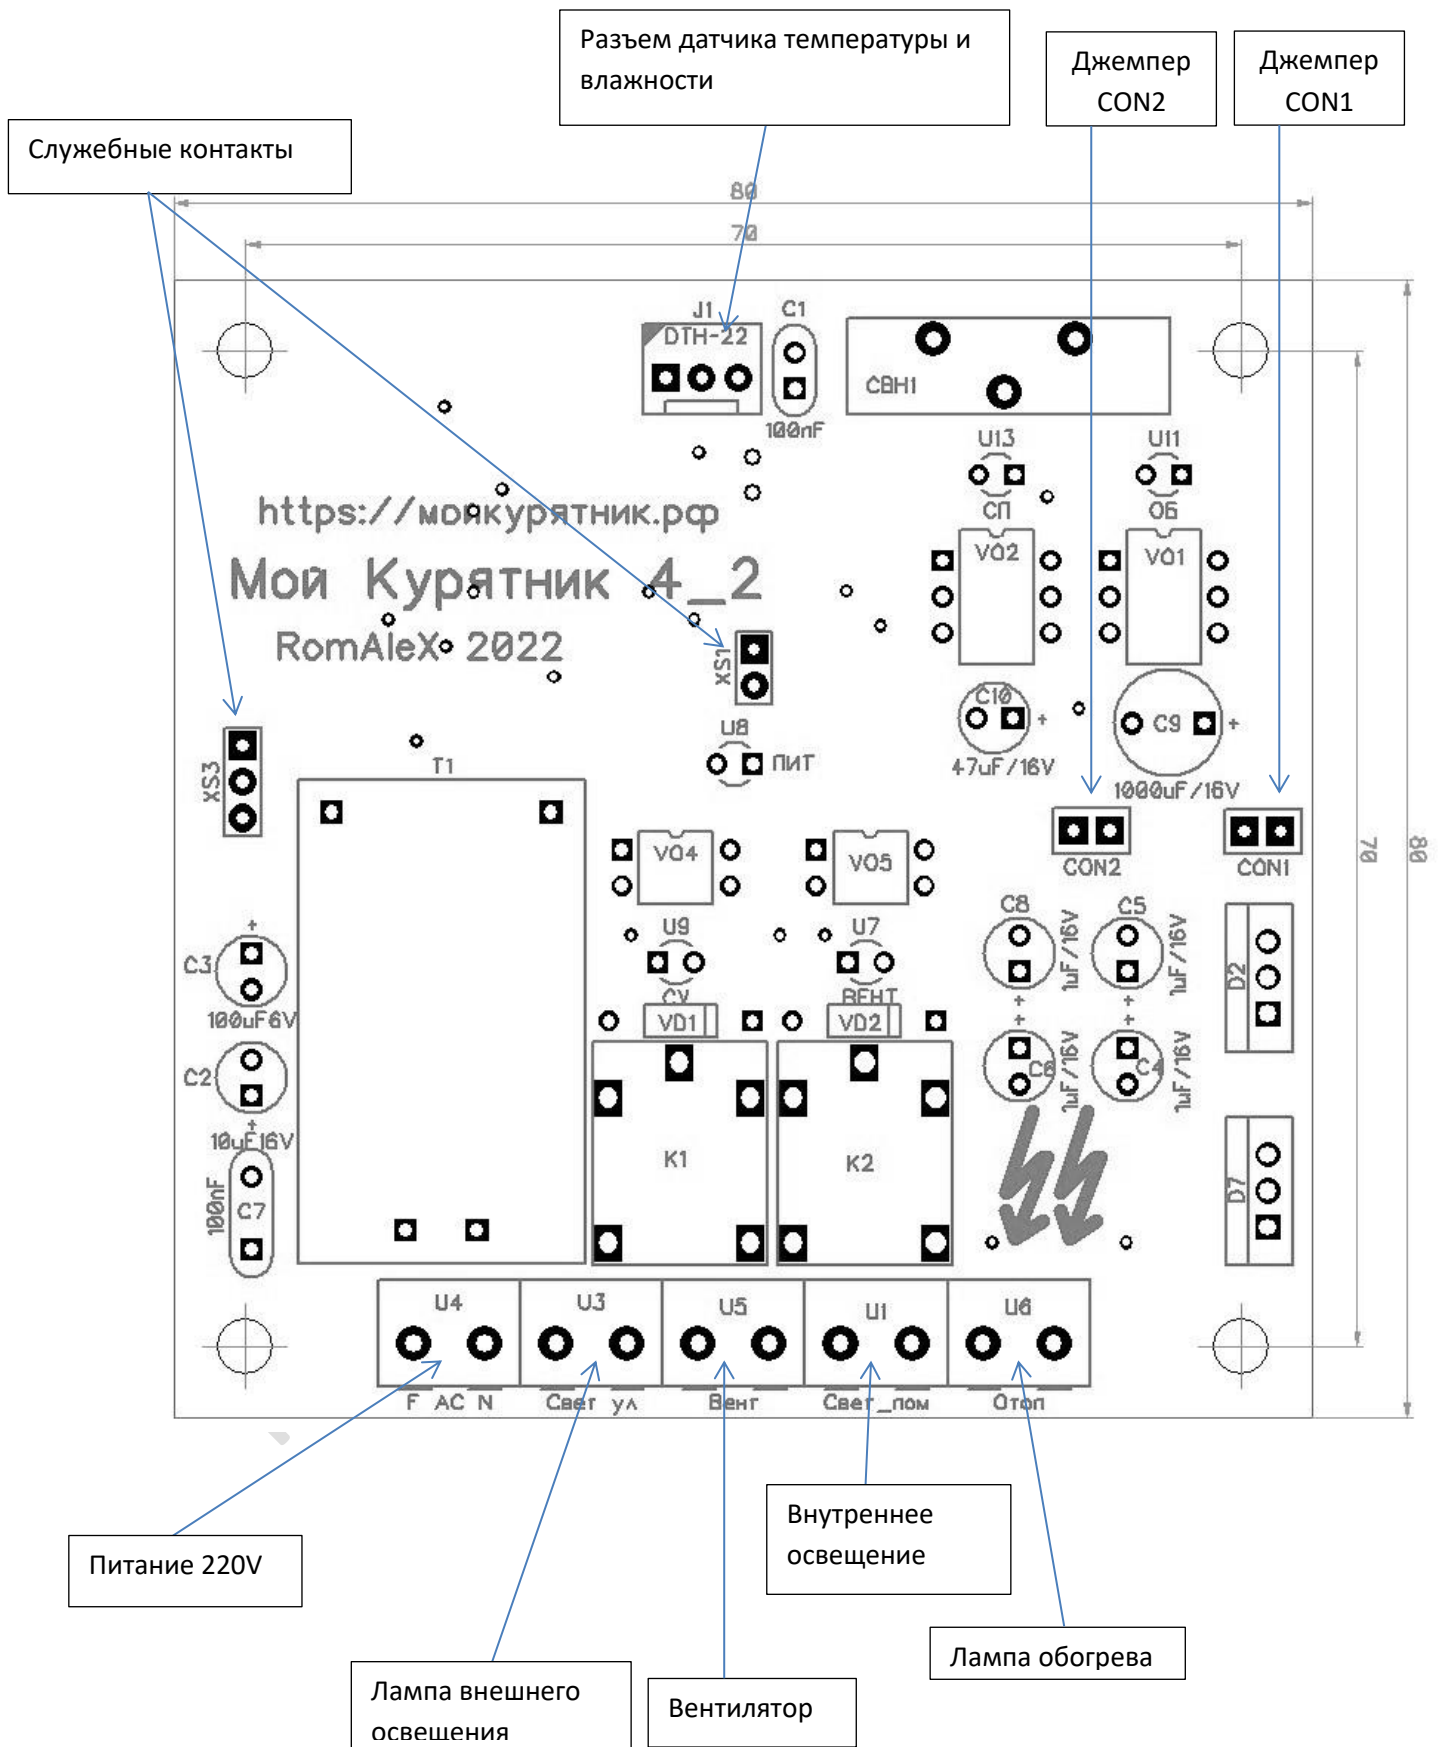 Разъем датчика температуры и
влажности
Джемпер
CON2
Джемпер
CON1
Служебные контакты
80
70
J1
DTH-22
C1
100nF
СВН1
U13
СП
U11
ОБ
https://мойкурятник.рф
Мой Курятник 4_2
RomAleX 2022
VO2
VO1
XS1
C10
47uF/16V
C9
1000uF/16V
+
+
U8
ПИТ
XS3
T1
VO4
VO5
CON2
CON1
70
80
U9
СУ
U7
ВЕНТ
C8
1uF/16V
C5
1uF/16V
+
+
D2
+
C3
100uF6V
VD1
VD2
+
+
C6
1uF/16V
C4
1uF/16V
C2
+
10uF16V
100nF
C7
K1
K2
D7
U4
U3
U5
U1
U6
F AC N
Свет ул
Вент
Свет_пом
Отоп
Питание 220V
Внутреннее
освещение
Лампа обогрева
Лампа внешнего
освещения
Вентилятор